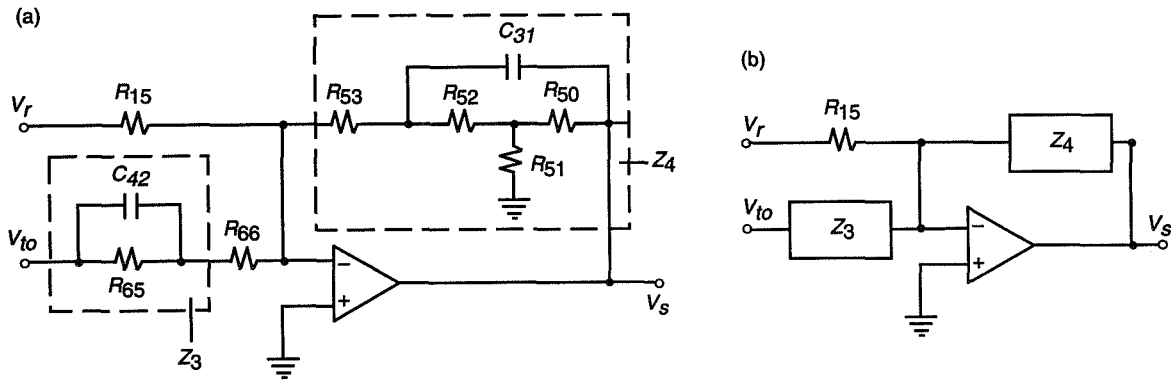 (a)
C31
R53
R52
R50
R15
Vr
R51
Z4
C42
Vto
R66
R65
Z3
−
+
Vs
(b)
R15
Vr
Z4
Vto
Z3
−
+
Vs